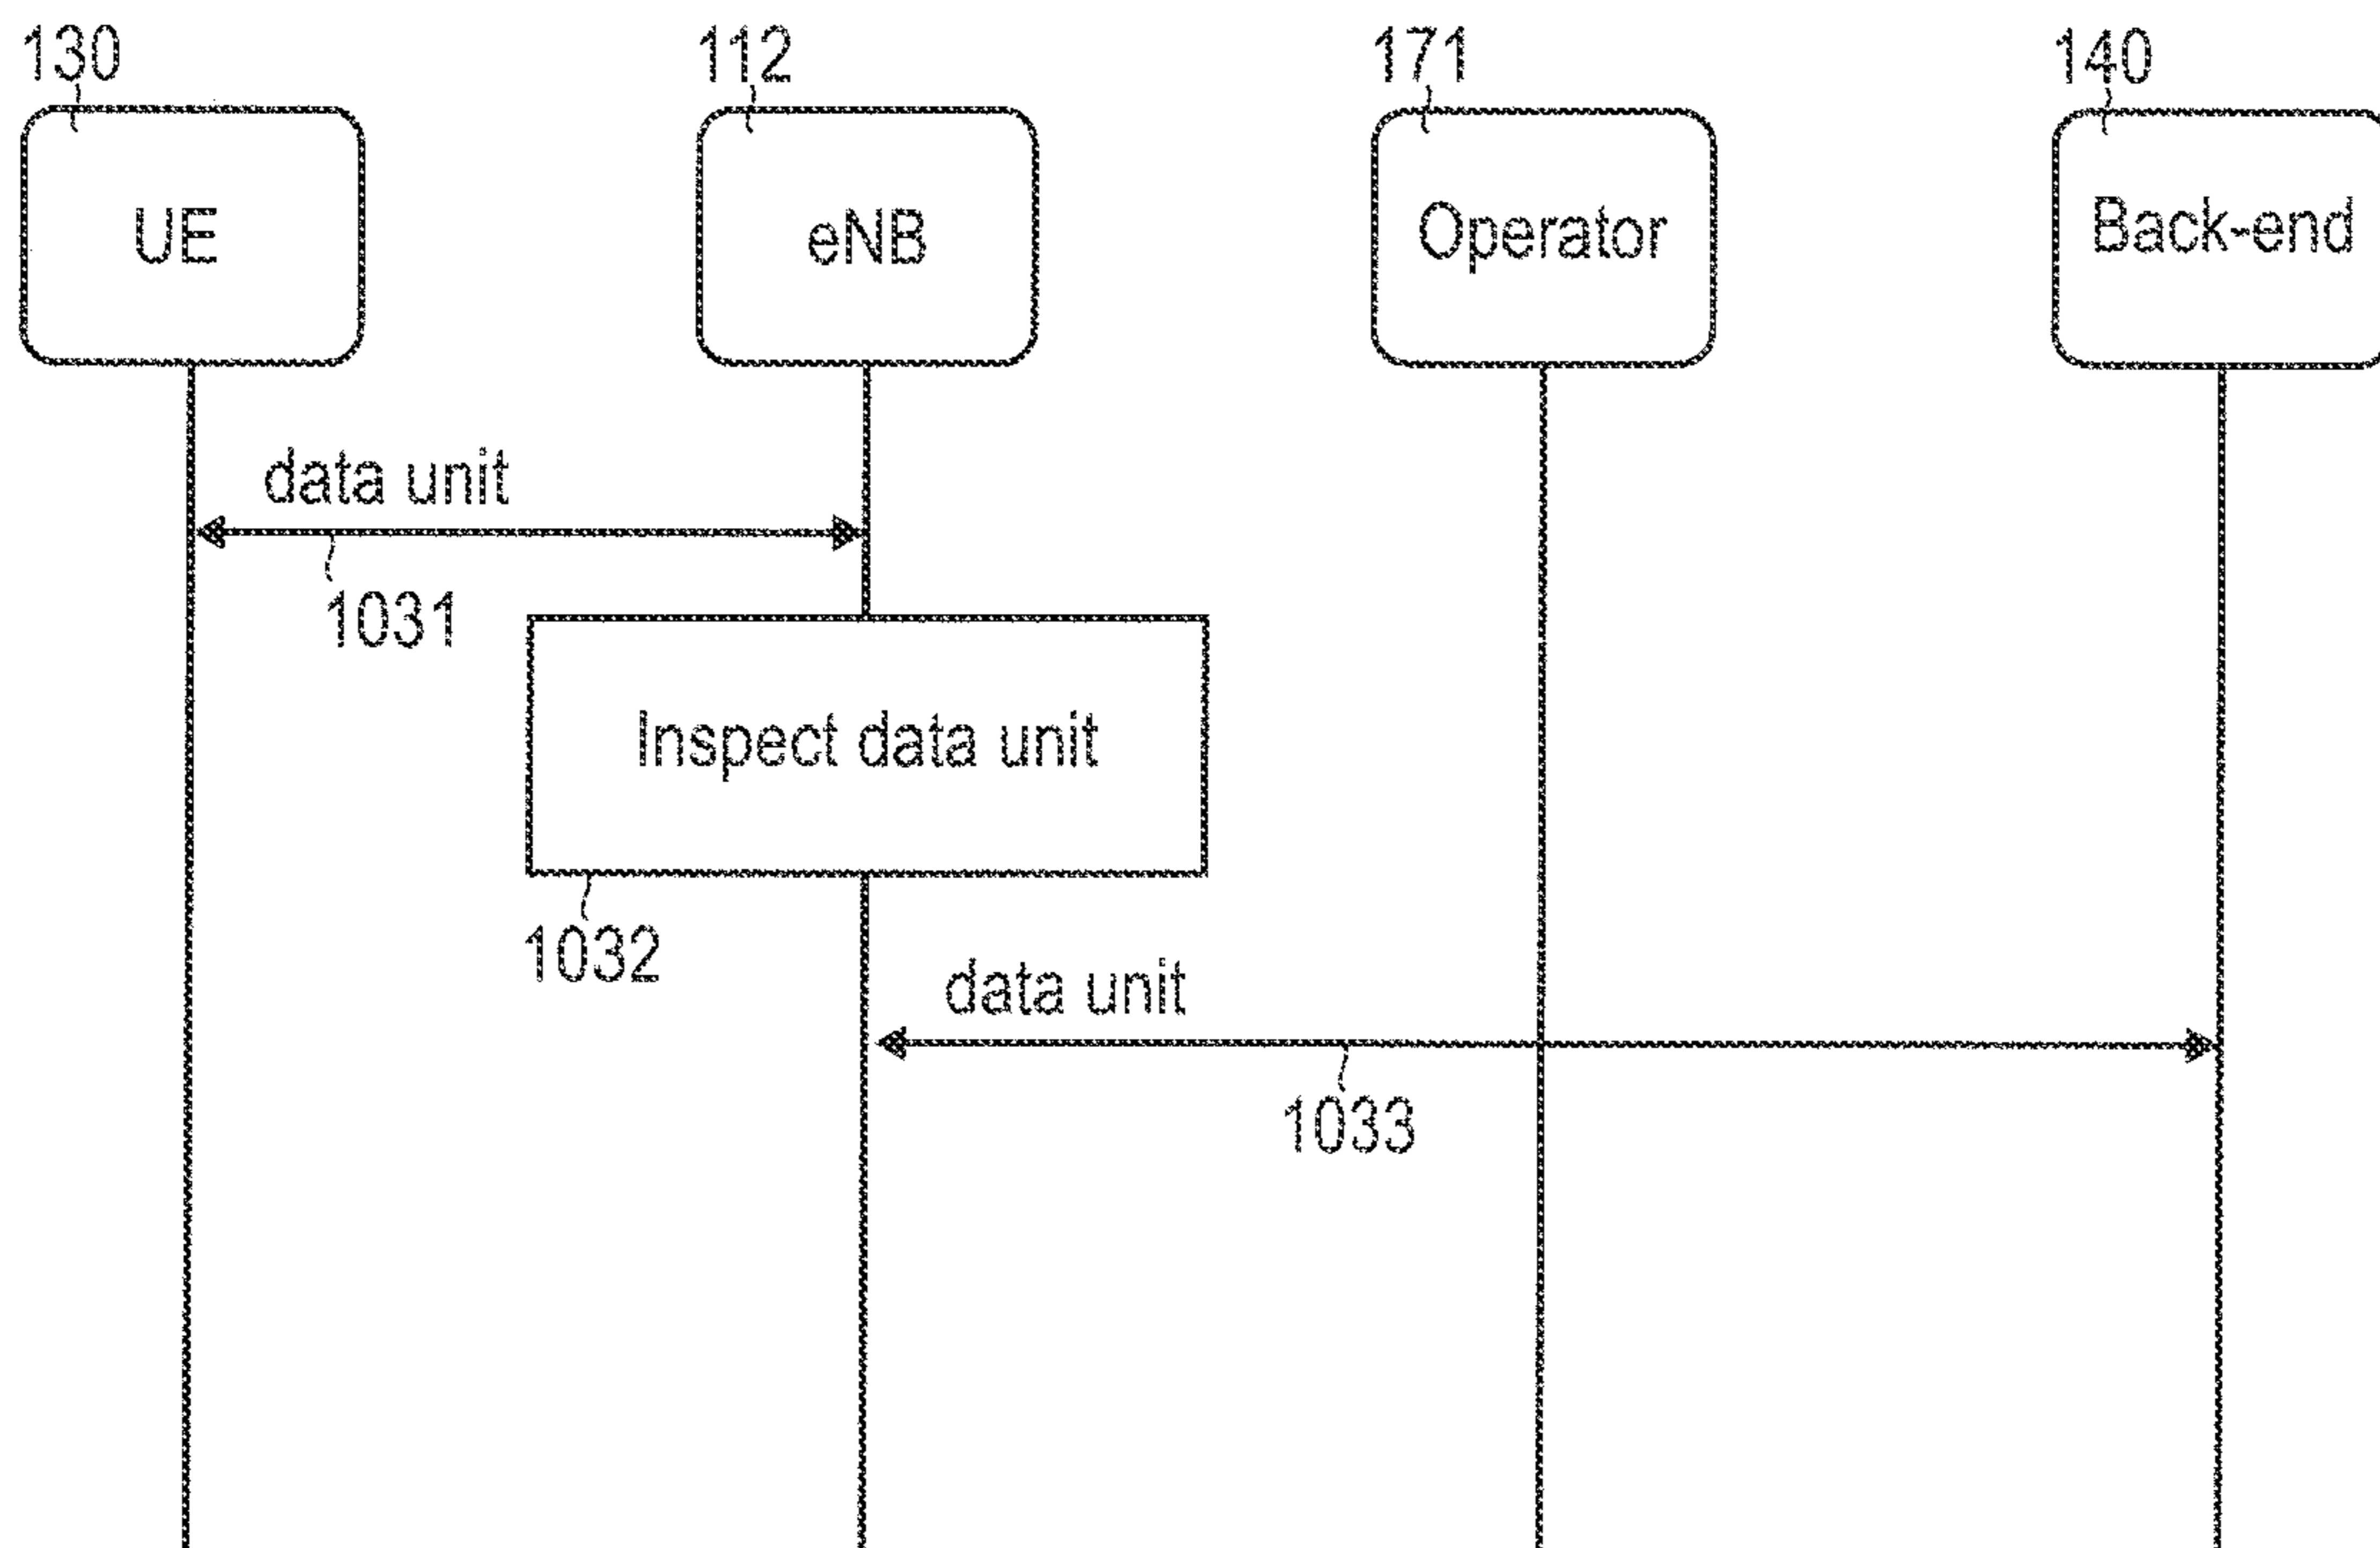 130
112
171
140
UE
eNB
Operator
Back-end
data unit
1031
Inspect data unit
1032
data unit
1033